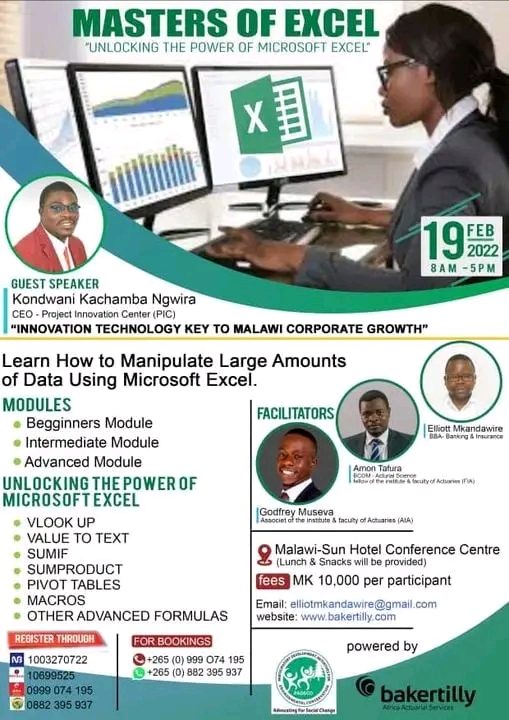 MASTERS OF EXCEL
"UNLOCKING THE POWER OF MICROSOFT EXCEL"
19 FEB
2022
8AM - 5PM
GUEST SPEAKER
Kondwani Kachamba Ngwira
CEO - Project Innovation Center (PIC)
"INNOVATION TECHNOLOGY KEY TO MALAWI CORPORATE GROWTH"
Learn How to Manipulate Large Amounts
of Data Using Microsoft Excel.
MODULES
Begginners Module
Intermediate Module
Advanced Module
UNLOCKING THE POWER OF
MICROSOFT EXCEL
VLOOK UP
VALUE TO TEXT
SUMIF
SUMPRODUCT
PIVOT TABLES
MACROS
OTHER ADVANCED FORMULAS
FACILITATORS
Elliott Mkandawire
BBA- Banking & Insurance
Amon Tafura
BCOM - Acturial Science
fellow of the institute & faculty of Actuaries (FIA)
Godfrey Museva
Associet of the institute & faculty of Actuaries (AIA)
Malawi-Sun Hotel Conference Centre
(Lunch & Snacks will be provided)
fees MK 10,000 per participant
Email: elliotmkandawire@gmail.com
website: www.bakertilly.com
REGISTER THROUGH
1003270722
10699525
0999 074 195
0882 395 937
FOR BOOKINGS
+265 (0) 999 O74 195
+265 (0) 882 395 937
powered by
PADECO
Advocating for Social Change
bakertilly
Africa Actuarial Services